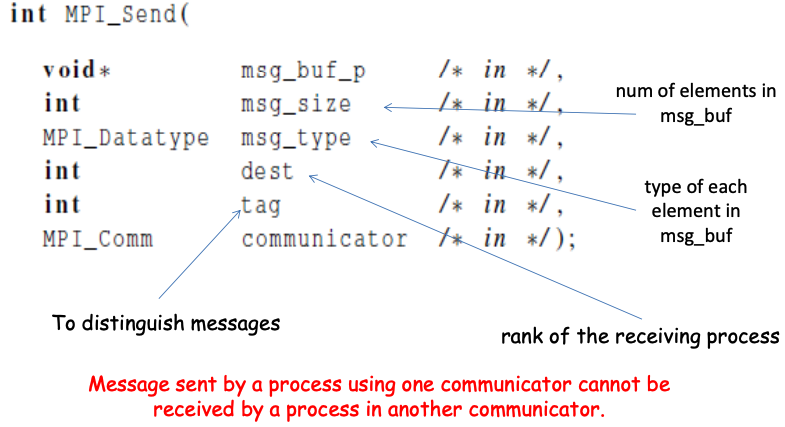 int MPI_Send(
void* msg_buf_p /* in */,
int msg_size /* in */,
MPI_Datatype msg_type /* in */,
int dest /* in */,
int tag /* in */,
MPI_Comm communicator /* in */);
num of elements in
msg_buf
type of each
element in
msg_buf
To distinguish messages
rank of the receiving process
Message sent by a process using one communicator cannot be
received by a process in another communicator.